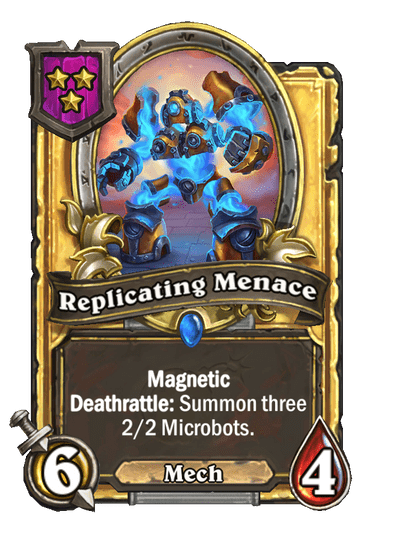 Replicating Menace
Magnetic
Deathrattle: Summon three
2/2 Microbots.
6
Mech
4